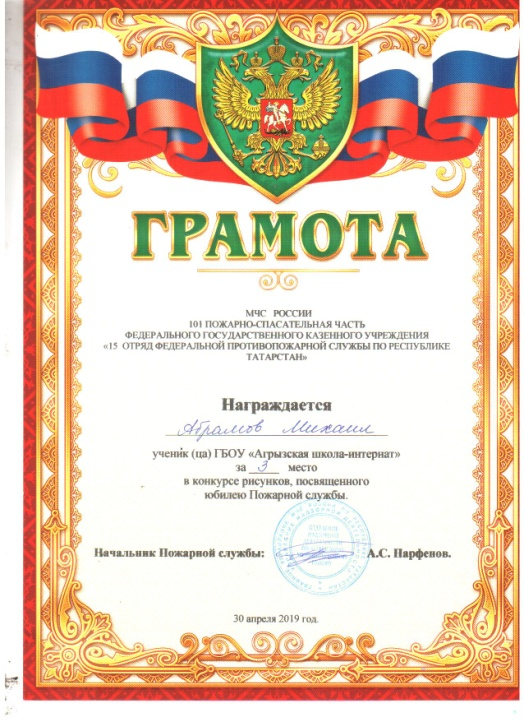 ГРАМОТА
МЧС РОССИИ
101 ПОЖАРНО-СПАСАТЕЛЬНАЯ ЧАСТЬ
ФЕДЕРАЛЬНОГО ГОСУДАРСТВЕННОГО КАЗЕННОГО УЧРЕЖДЕНИЯ
«15 ОТРЯД ФЕДЕРАЛЬНОЙ ПРОТИВОПОЖАРНОЙ СЛУЖБЫ ПО РЕСПУБЛИКЕ
ТАТАРСТАН»
Награждается
Абрамов Михаил
ученик (ца) ГБОУ «Агрызская школа-интернат»
за 3 место
в конкурсе рисунков, посвященного
юбилею Пожарной службы.
Начальник Пожарной службы: А.С. Парфенов.
30 апреля 2019 год.